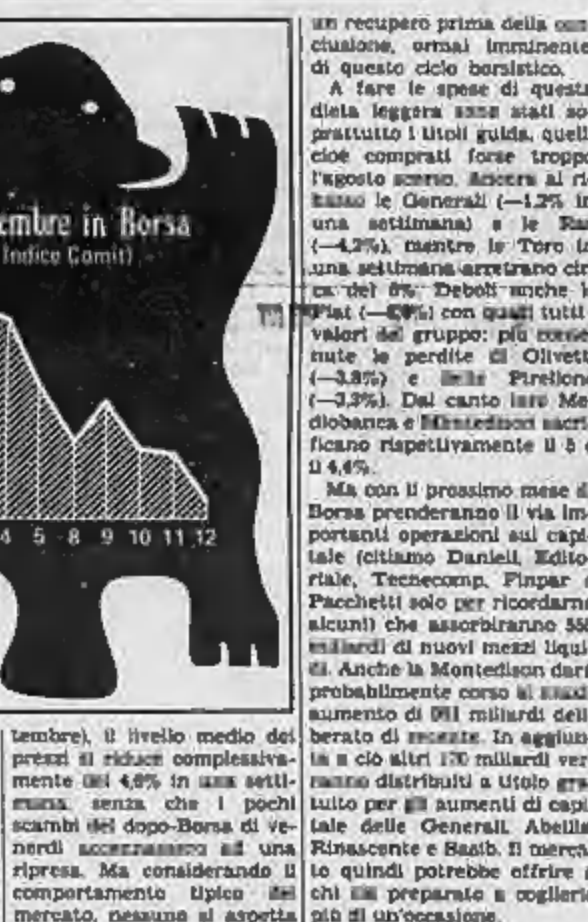 embre in Borsa
Indice Comit)
4 5 8 9 10 11 12
tembre), il livello medio dei
prezzi si riduce complessiva-
mente del 4,6% in una setti-
mana, senza che i pochi
scambi del dopo-Borsa di ve-
nerdì accennassero ad una
ripresa. Ma considerando il
comportamento tipico del
mercato, nessuno si aspetta
un recupero prima della con-
clusione, ormai imminente
di questo ciclo borsistico.
A fare le spese di questa
dieta leggera sono stati so-
prattutto i titoli guida, quelli
cioè comprati forse troppo
l'agosto scorso. Ancora al ri-
basso le Generali (—1,2% in
una settimana) e le Ras
(—4,2%), mentre le Toro in
una settimana arretrano cir-
ca del 6%. Deboli anche le
Fiat con quasi tutti i
valori del gruppo: più conte-
nute le perdite di Olivetti
(—3,8%) e delle Pirellone
(—3,3%). Dal canto loro Me-
diobanca e Montedison sacri-
ficano rispettivamente il 5 e
il 4,4%.
Ma con il prossimo mese di
Borsa prenderanno il via im-
portanti operazioni sul capi-
tale (citiamo Danieli, Edito-
riale, Tecnecomp, Finpar
Pacchetti solo per ricordarne
alcuni) che assorbiranno 550
miliardi di nuovi mezzi liqui-
di. Anche la Montedison darà
probabilmente corso al
aumento di miliardi deli-
berato di recente. In aggiun-
ta a ciò altri 170 miliardi ver-
ranno distribuiti a titolo gra-
tuito per gli aumenti di capi-
tale delle Generali, Abeille
Rinascente e Sasib. Il merca-
to quindi potrebbe offrire a
chi è preparato a cogliere
più di un'occasione.